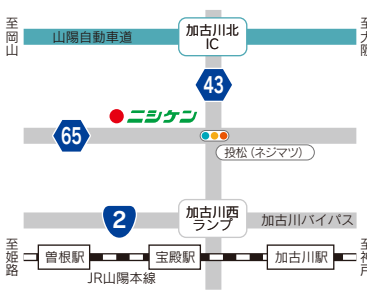 至岡山
山陽自動車道
加古川北
IC
至大阪
43
ニシケン
65
投松(ネジマツ)
2
加古川西
ランプ
加古川バイパス
至姫路
曽根駅
宝殿駅
加古川駅
至神戸
JR山陽本線